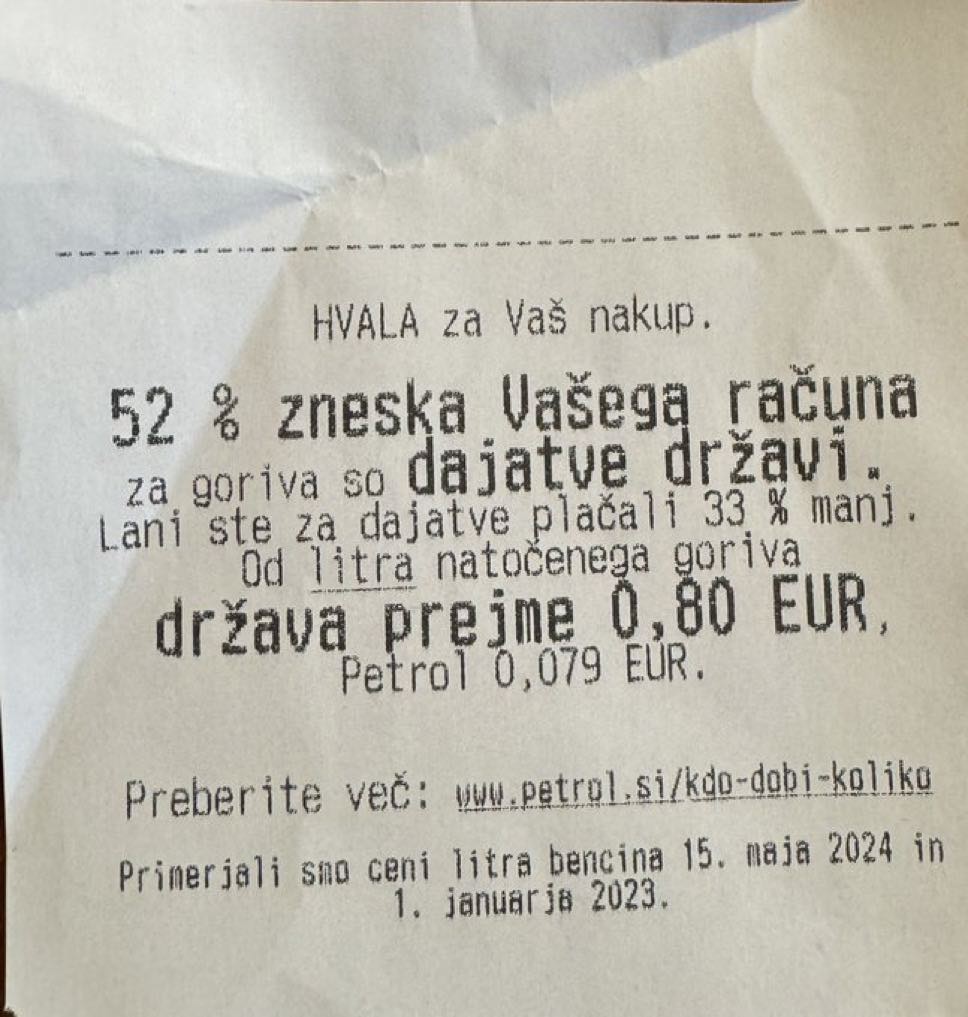 HVALA za Vaš nakup.
52 % zneska Vašega računa
za goriva so dajatve državi.
Lani ste za dajatve plačali 33 % manj.
Od litra natočenega goriva
država prejme 0,80 EUR,
Petrol 0,079 EUR.
Preberite več: www.petrol.si/kdo-dobi-koliko
Primerjali smo ceni litra bencina 15. maja 2024 in
1. januarja 2023.